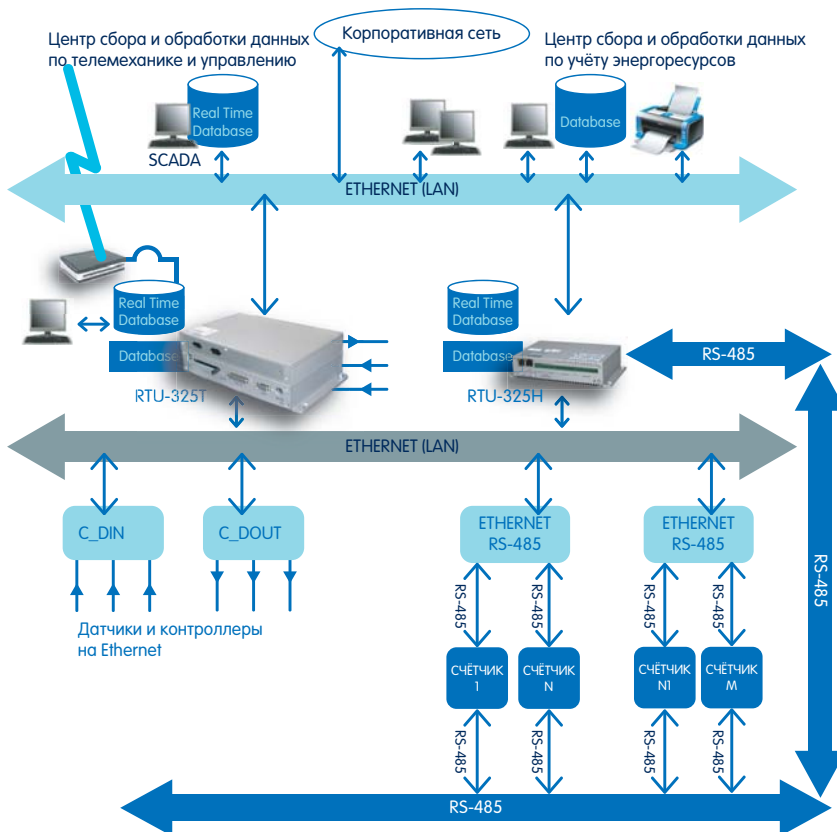 Корпоративная сеть
Центр сбора и обработки данных
по телемеханике и управлению
Центр сбора и обработки данных
по учёту энергоресурсов
Real Time
Database
SCADA
Database
ETHERNET (LAN)
Real Time
Database
Database
RTU-325T
Real Time
Database
Database
RTU-325H
RS-485
ETHERNET (LAN)
C_DIN
C_DOUT
ETHERNET
RS-485
ETHERNET
RS-485
Датчики и контроллеры
на Ethernet
RS-485
RS-485
RS-485
RS-485
RS-485
СЧЁТЧИК
1
СЧЁТЧИК
N
СЧЁТЧИК
N1
СЧЁТЧИК
M
RS-485
RS-485
RS-485
RS-485
RS-485